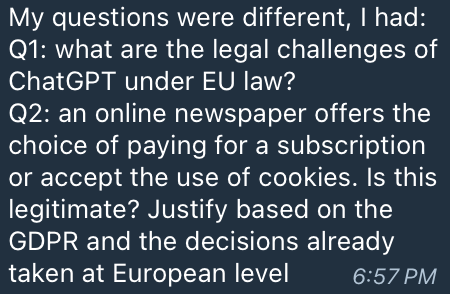 My questions were different, I had:
Q1: what are the legal challenges of
ChatGPT under EU law?
Q2: an online newspaper offers the
choice of paying for a subscription
or accept the use of cookies. Is this
legitimate? Justify based on the
GDPR and the decisions already
taken at European level
6:57 PM